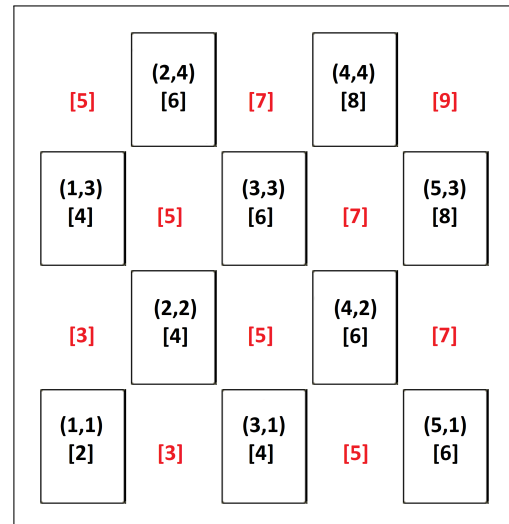 (2,4) (4,4)
[5] [6] [7] [8] [9]
(1,3) (3,3) (5,3)
[4] [5] [6] [7] [8]
(2,2) (4,2)
[3] [4] [5] [6] [7]
(1,1) (3,1) (5,1)
[2] [3] [4] [5] [6]